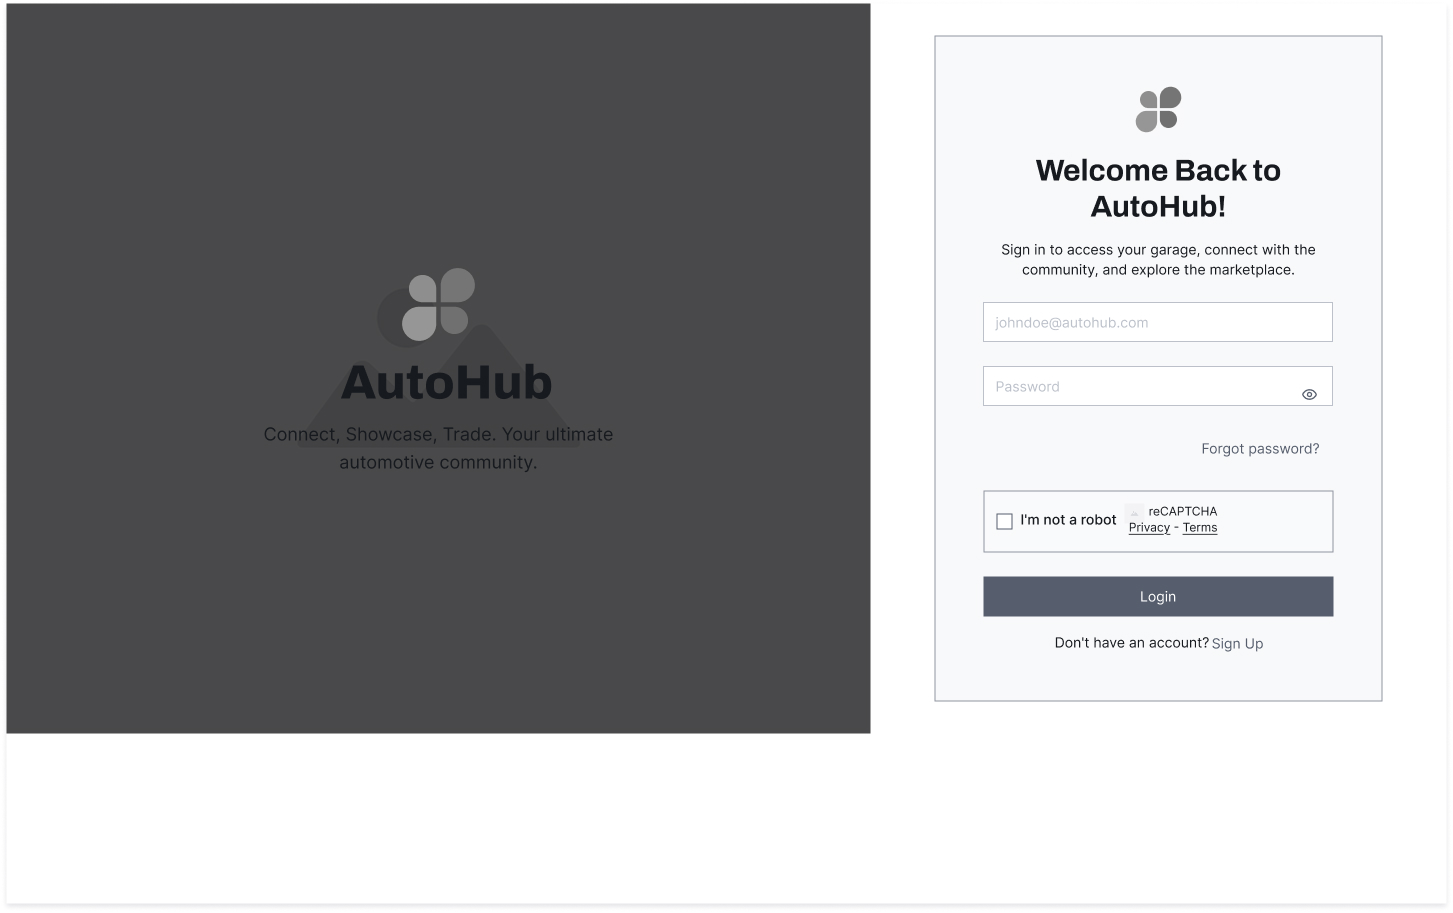 AutoHub
Connect, Showcase, Trade. Your ultimate
automotive community.
Welcome Back to
AutoHub!
Sign in to access your garage, connect with the
community, and explore the marketplace.
johndoe@autohub.com
Password
Forgot password?
I'm not a robot
reCAPTCHA
Privacy - Terms
Login
Don't have an account? Sign Up